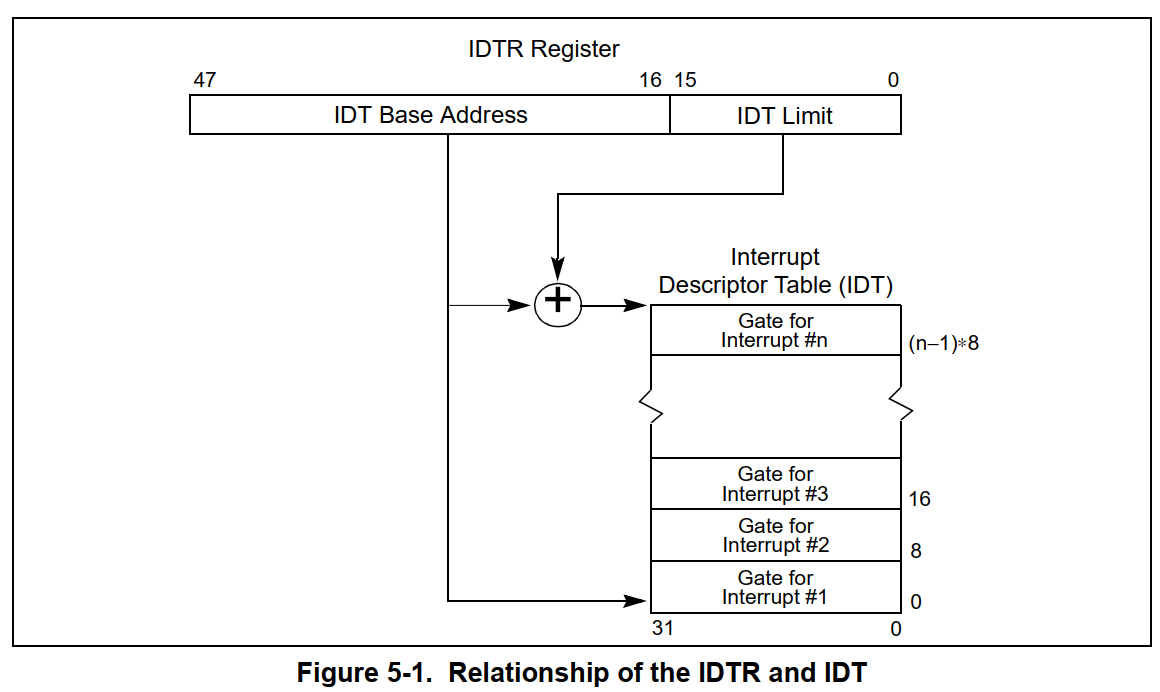 IDTR Register
47 16 15 0
IDT Base Address IDT Limit
+
Interrupt
Descriptor Table (IDT)
Gate for
Interrupt #n
(n–1)∗8
Gate for
Interrupt #3
16
Gate for
Interrupt #2
8
Gate for
Interrupt #1
0
31 0
Figure 5-1. Relationship of the IDTR and IDT